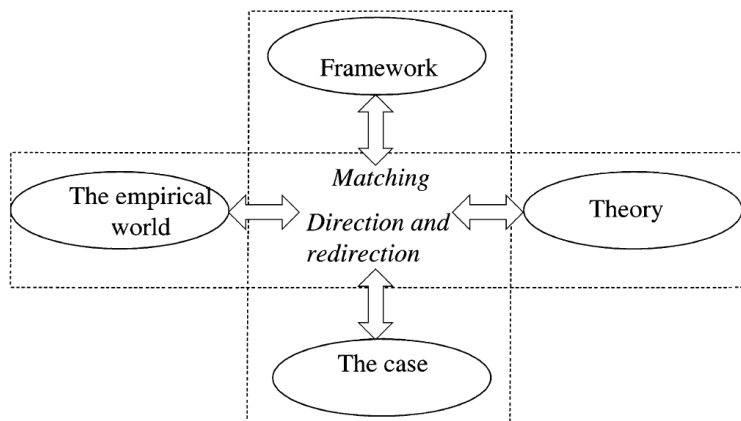 Framework
Matching
The empirical
world
Direction and
redirection
Theory
The case